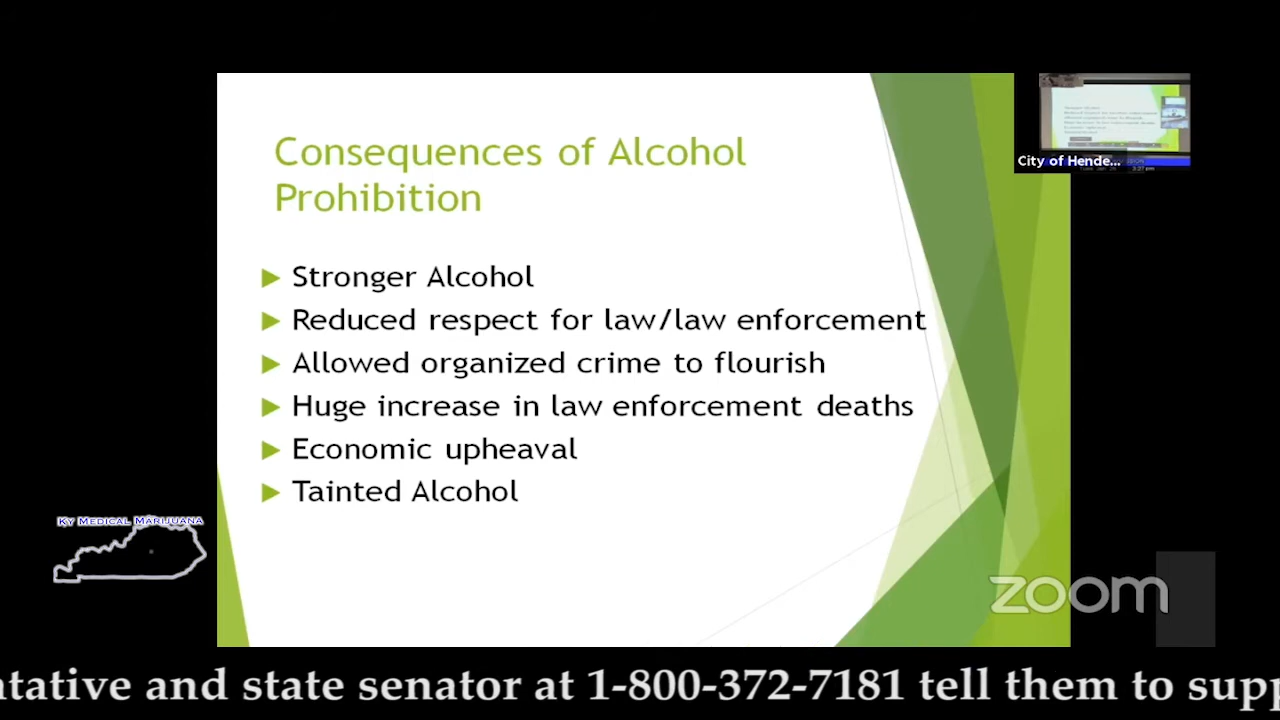 Consequences of Alcohol
Prohibition
Stronger Alcohol
Reduced respect for law/law enforcement
Allowed organized crime to flourish
Huge increase in law enforcement deaths
Economic upheaval
Tainted Alcohol
City of Hende...
KY MEDICAL MARIJUANA
zoom
ntative and state senator at 1-800-372-7181 tell them to supp